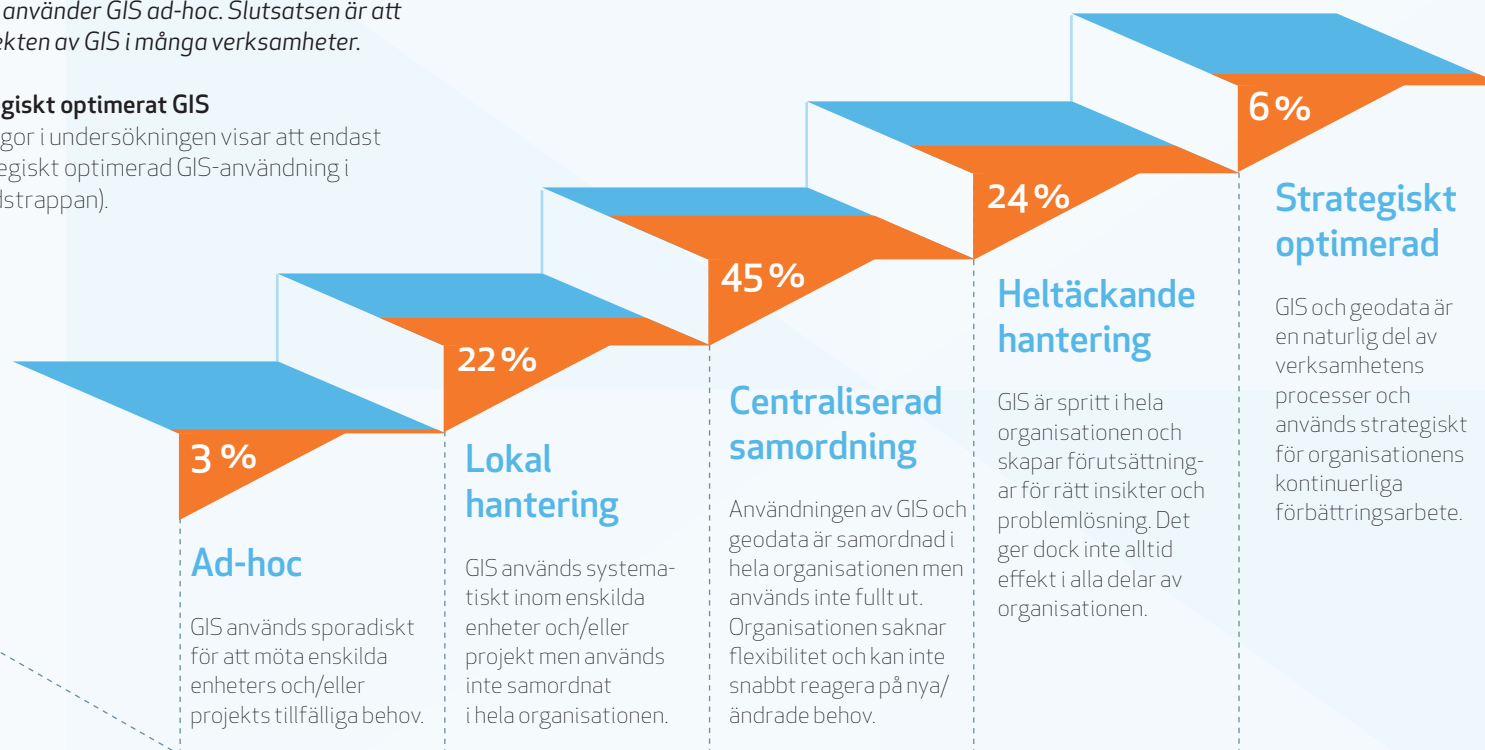 använder GIS ad-hoc. Slutsatsen är att
ekten av GIS i många verksamheter.
giskt optimerat GIS
gor i undersökningen visar att endast
egiskt optimerad GIS-användning i
dstrappan).
3 %
Ad-hoc
GIS används sporadiskt
för att möta enskilda
enheters och/eller
projekts tillfälliga behov.
22 %
Lokal
hantering
GIS används systema-
tiskt inom enskilda
enheter och/eller
projekt men används
inte samordnat
i hela organisationen.
45 %
Centraliserad
samordning
Användningen av GIS och
geodata är samordnad i
hela organisationen men
används inte fullt ut.
Organisationen saknar
flexibilitet och kan inte
snabbt reagera på nya/
ändrade behov.
24 %
Heltäckande
hantering
GIS är spritt i hela
organisationen och
skapar förutsättning-
ar för rätt insikter och
problemlösning. Det
ger dock inte alltid
effekt i alla delar av
organisationen.
6 %
Strategiskt
optimerad
GIS och geodata är
en naturlig del av
verksamhetens
processer och
används strategiskt
för organisationens
kontinuerliga
förbättringsarbete.